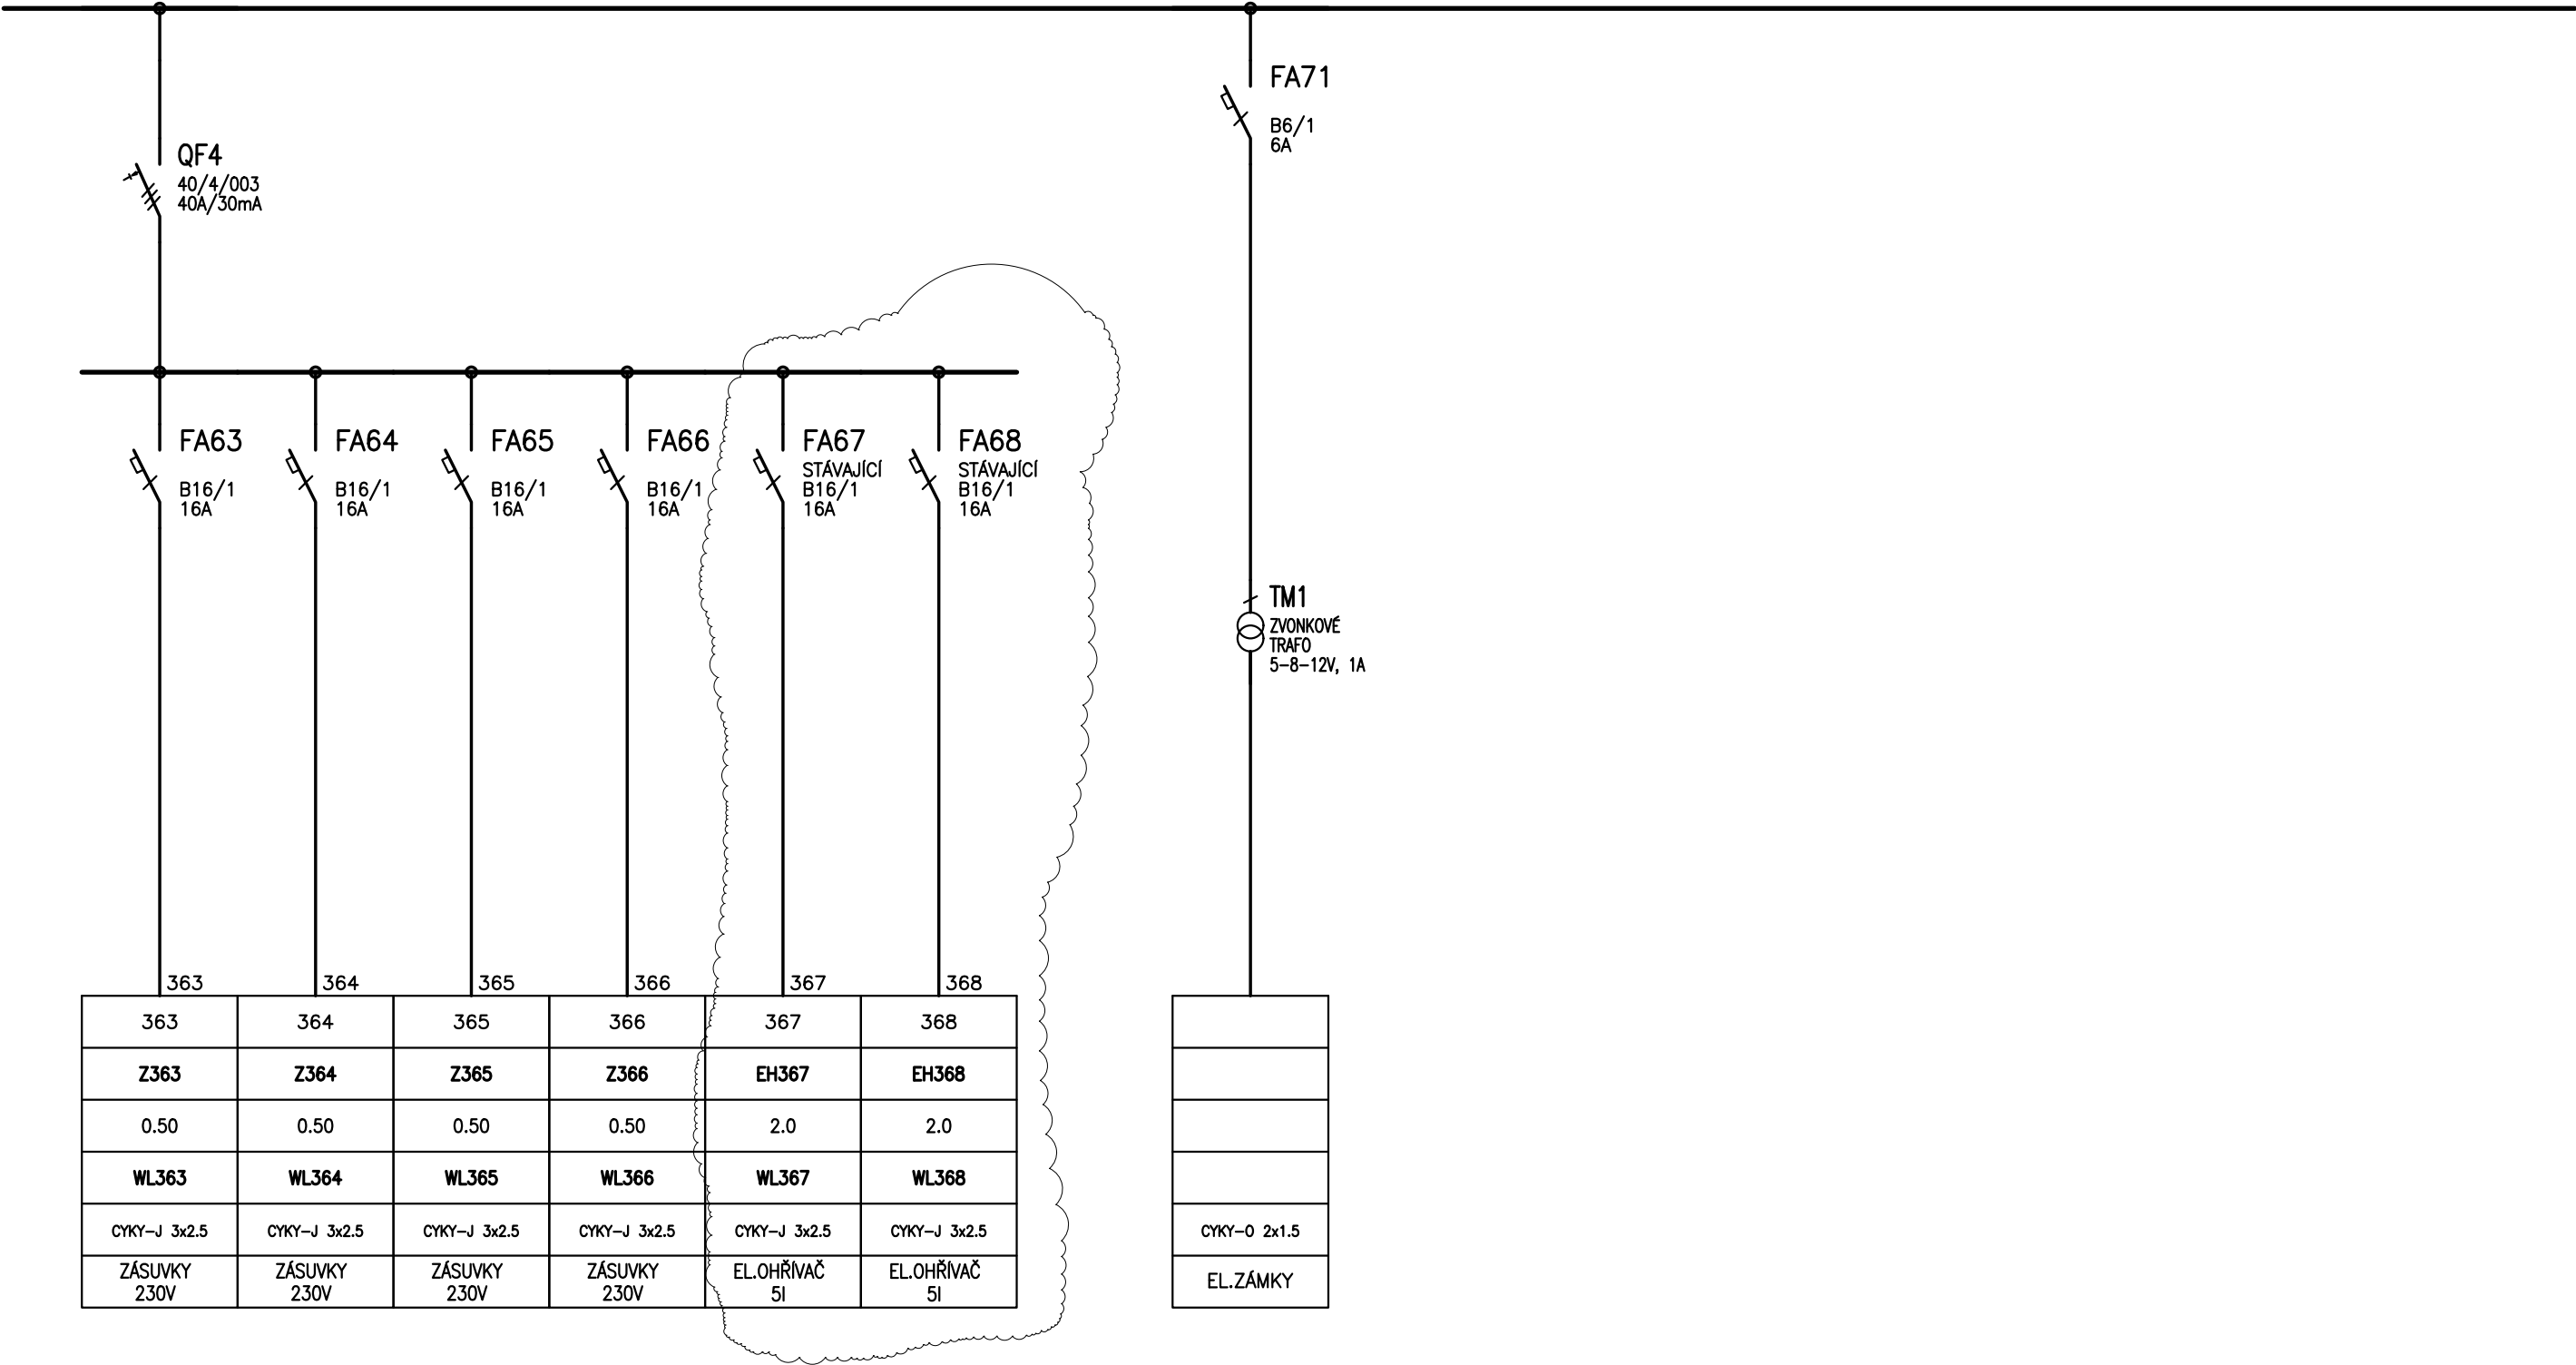 FA71
B6/1
6A
QF4
40/4/003
40A/30mA
FA63
B16/1
16A
FA64
B16/1
16A
FA65
B16/1
16A
FA66
B16/1
16A
FA67
STÁVAJÍCÍ
B16/1
16A
FA68
STÁVAJÍCÍ
B16/1
16A
TM1
ZVONKOVÉ
TRAFO
5-8-12V, 1A
363 364 365 366 367 368
363 364 365 366 367 368
Z363 Z364 Z365 Z366 EH367 EH368
0.50 0.50 0.50 0.50 2.0 2.0
WL363 WL364 WL365 WL366 WL367 WL368
CYKY-J 3x2.5 CYKY-J 3x2.5 CYKY-J 3x2.5 CYKY-J 3x2.5 CYKY-J 3x2.5 CYKY-J 3x2.5 CYKY-O 2x1.5
ZÁSUVKY
230V
ZÁSUVKY
230V
ZÁSUVKY
230V
ZÁSUVKY
230V
EL.OHŘÍVAČ
5l
EL.OHŘÍVAČ
5l
EL.ZÁMKY